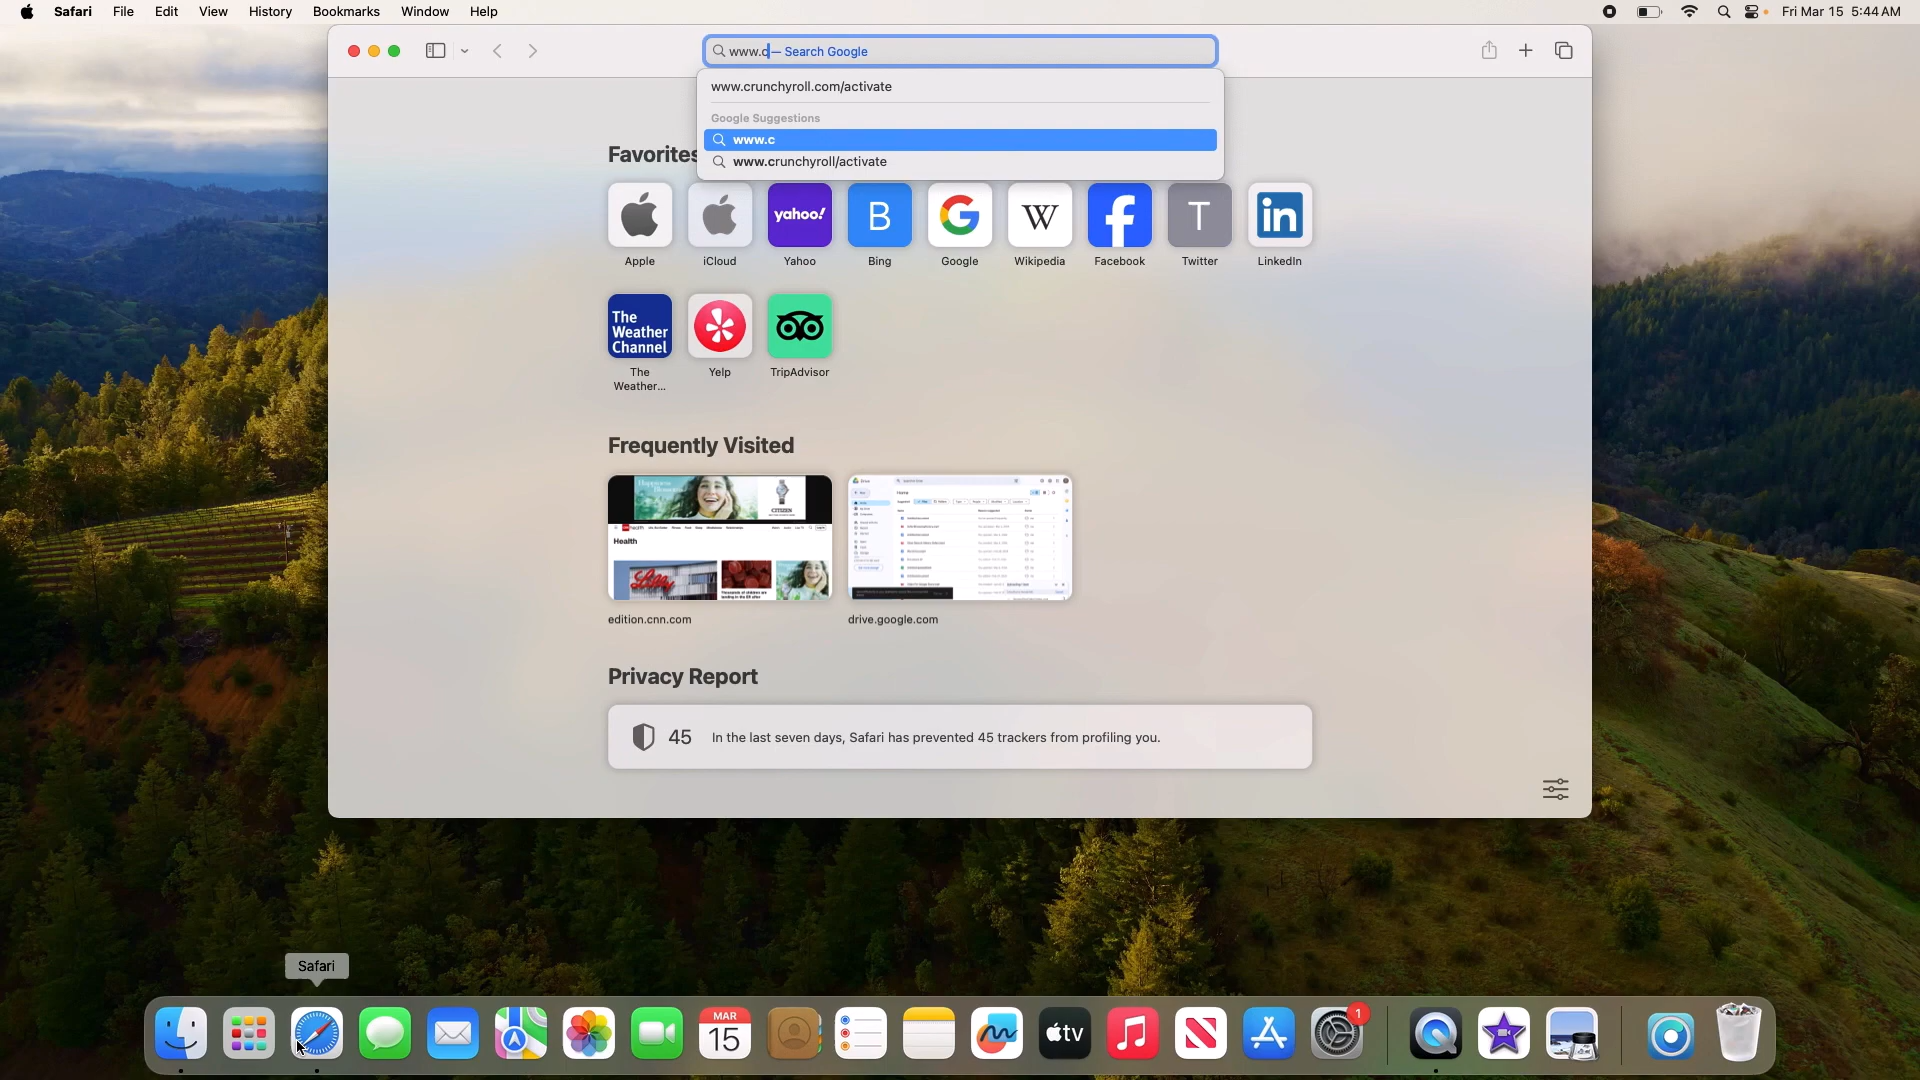 Safari File Edit View History Bookmarks Window Help Fri Mar 15 5:44 AM
www.c — Search Google
www.crunchyroll.com/activate
Google Suggestions
www.c
www.crunchyroll/activate
Favorites
yahoo! B G W f T in
Apple iCloud Yahoo Bing Google Wikipedia Facebook Twitter LinkedIn
The
Weather
Channel
The
Weather...
Yelp
TripAdvisor
Frequently Visited
Health
Lilly
CITIZEN
Drive
Home
edition.cnn.com
drive.google.com
Privacy Report
45 In the last seven days, Safari has prevented 45 trackers from profiling you.
Safari
MAR
15
tv
1